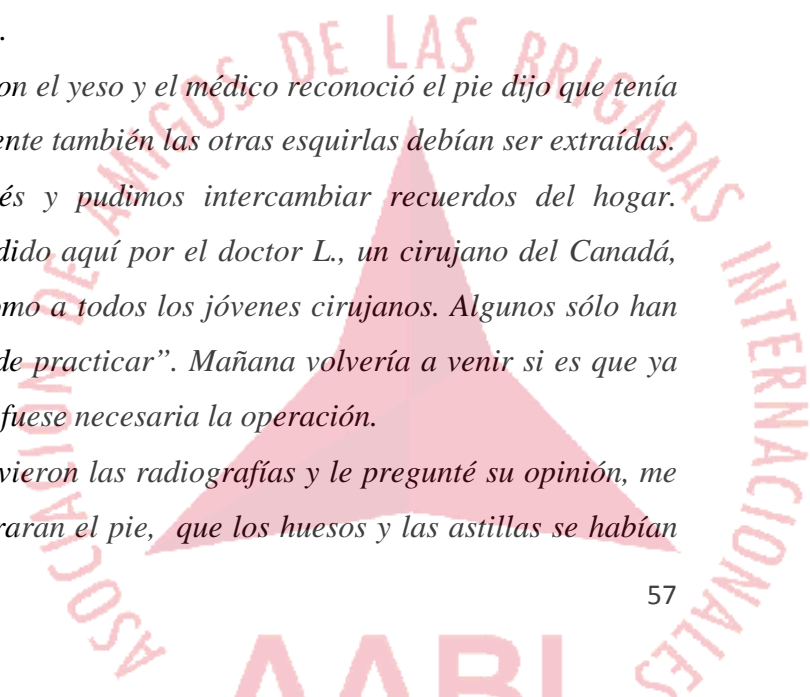 .
on el yeso y el médico reconoció el pie dijo que tenía
ente también las otras esquirlas debían ser extraídas.
és y pudimos intercambiar recuerdos del hogar.
dido aquí por el doctor L., un cirujano del Canadá,
omo a todos los jóvenes cirujanos. Algunos sólo han
de practicar”. Mañana volvería a venir si es que ya
fuese necesaria la operación.
vieron las radiografías y le pregunté su opinión, me
raran el pie, que los huesos y las astillas se habían
57
ASOCIACION DE AMIGOS DE LAS BRIGADAS INTERNACIONALES
AABI